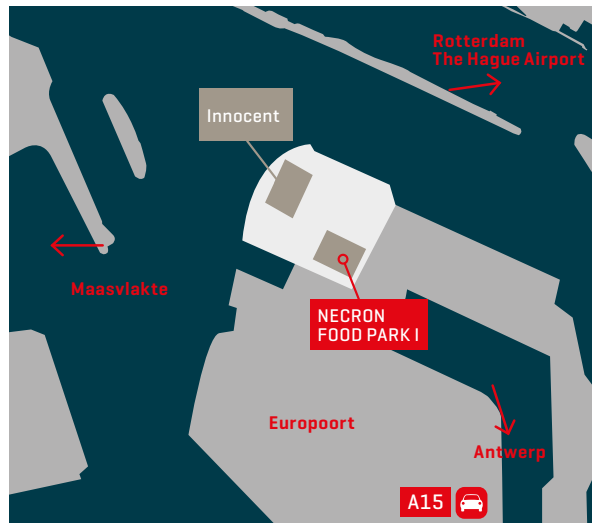 Rotterdam
The Hague Airport
Innocent
Maasvlakte
NECRON
FOOD PARK I
Europoort
Antwerp
A15